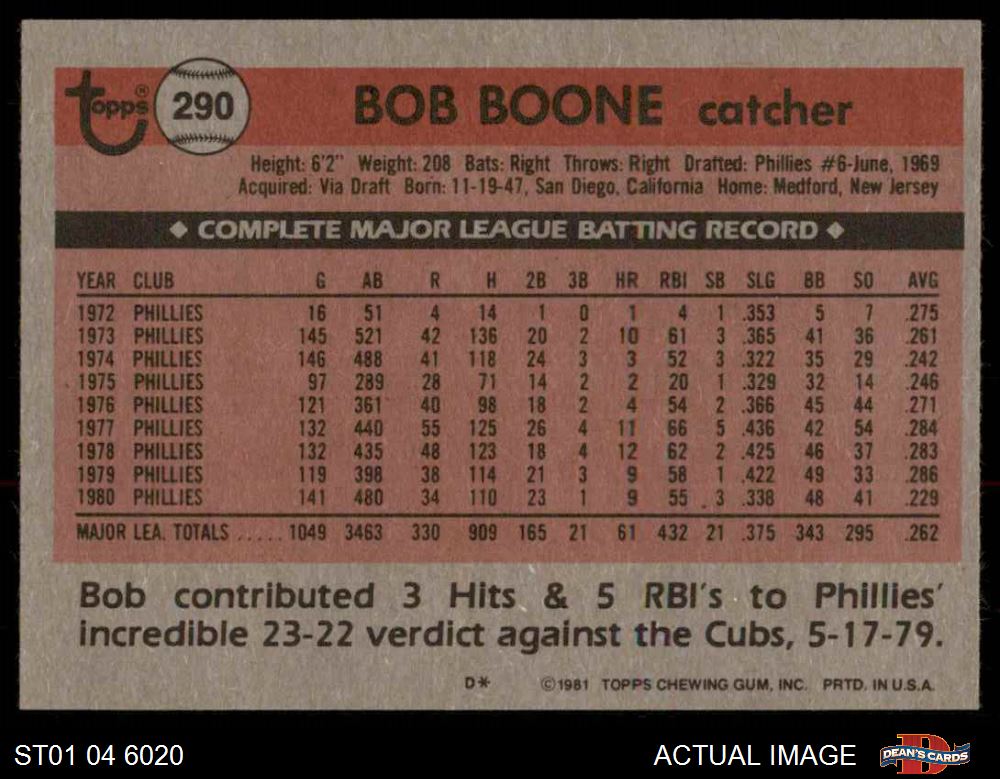 Topps® 290 BOB BOONE catcher
Height: 6'2" Weight: 208 Bats: Right Throws: Right Drafted: Phillies #6-June, 1969
Acquired: Via Draft Born: 11-19-47, San Diego, California Home: Medford, New Jersey
◆ COMPLETE MAJOR LEAGUE BATTING RECORD ◆
YEAR CLUB G AB R H 2B 3B HR RBI SB SLG BB SO AVG
1972 PHILLIES 16 51 4 14 1 0 1 4 1 .353 5 7 .275
1973 PHILLIES 145 521 42 136 20 2 10 61 3 .365 41 36 .261
1974 PHILLIES 146 488 41 118 24 3 3 52 3 .322 35 29 .242
1975 PHILLIES 97 289 28 71 14 2 2 20 1 .329 32 14 .246
1976 PHILLIES 121 361 40 98 18 2 4 54 2 .366 45 44 .271
1977 PHILLIES 132 440 55 125 26 4 11 66 5 .436 42 54 .284
1978 PHILLIES 132 435 48 123 18 4 12 62 2 .425 46 37 .283
1979 PHILLIES 119 398 38 114 21 3 9 58 1 .422 49 33 .286
1980 PHILLIES 141 480 34 110 23 1 9 55 3 .338 48 41 .229
MAJOR LEA. TOTALS ..... 1049 3463 330 909 165 21 61 432 21 .375 343 295 .262
Bob contributed 3 Hits & 5 RBI's to Phillies'
incredible 23-22 verdict against the Cubs, 5-17-79.
D* ©1981 TOPPS CHEWING GUM, INC. PRTD. IN U.S.A.
ST01 04 6020 ACTUAL IMAGE DEAN'S CARDS